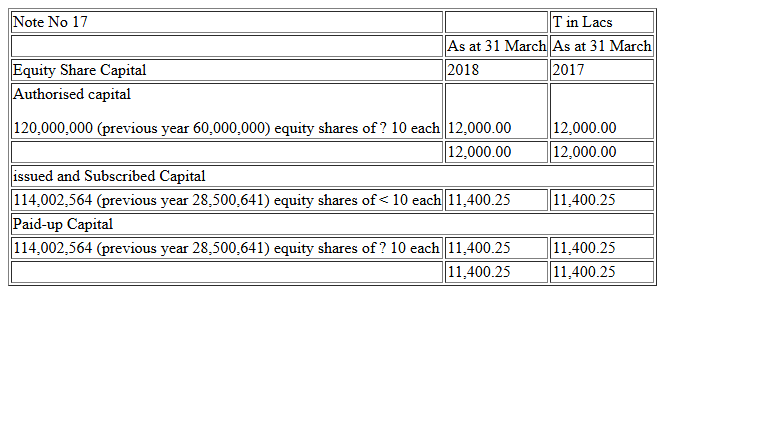 Note No 17 T in Lacs
As at 31 March As at 31 March
Equity Share Capital 2018 2017
Authorised capital
120,000,000 (previous year 60,000,000) equity shares of ? 10 each 12,000.00 12,000.00
12,000.00 12,000.00
issued and Subscribed Capital
114,002,564 (previous year 28,500,641) equity shares of < 10 each 11,400.25 11,400.25
Paid-up Capital
114,002,564 (previous year 28,500,641) equity shares of ? 10 each 11,400.25 11,400.25
11,400.25 11,400.25